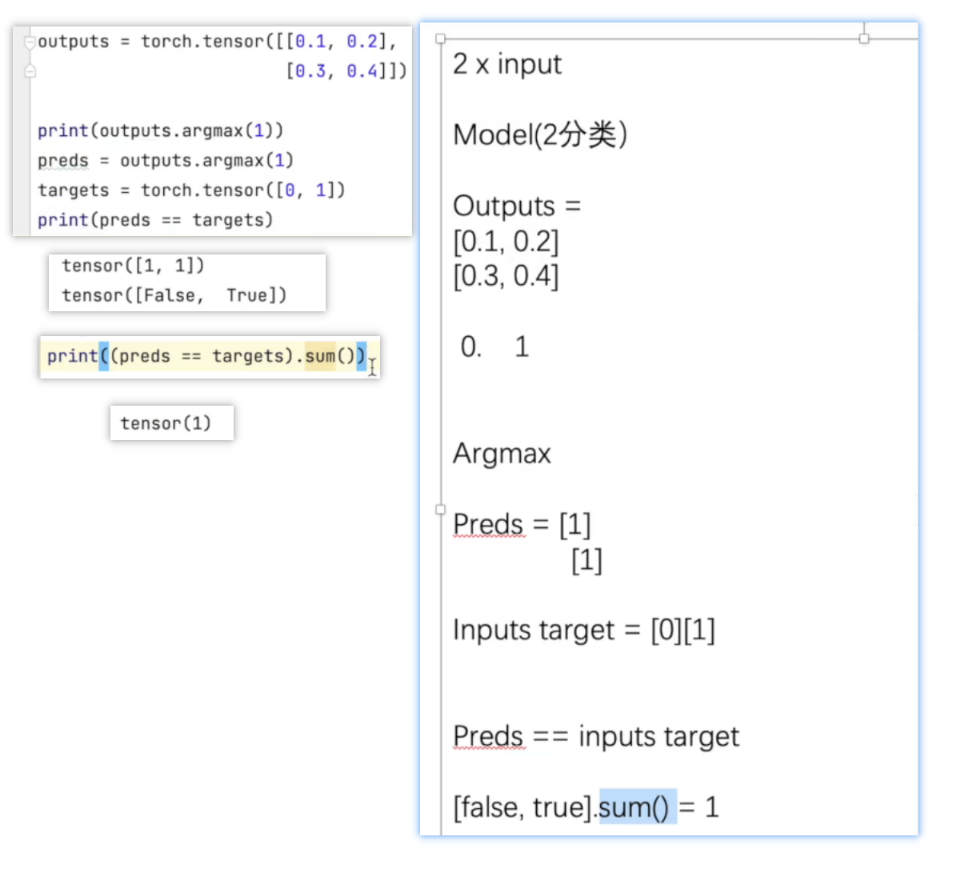 outputs = torch.tensor([[0.1, 0.2],
[0.3, 0.4]])
print(outputs.argmax(1))
preds = outputs.argmax(1)
targets = torch.tensor([0, 1])
print(preds == targets)
tensor([1, 1])
tensor([False,  True])
print((preds == targets).sum())
tensor(1)
2 x input
Model(2分类)
Outputs =
[0.1, 0.2]
[0.3, 0.4]
0. 1
Argmax
Preds = [1]
[1]
Inputs target = [0][1]
Preds == inputs target
[false, true].sum() = 1